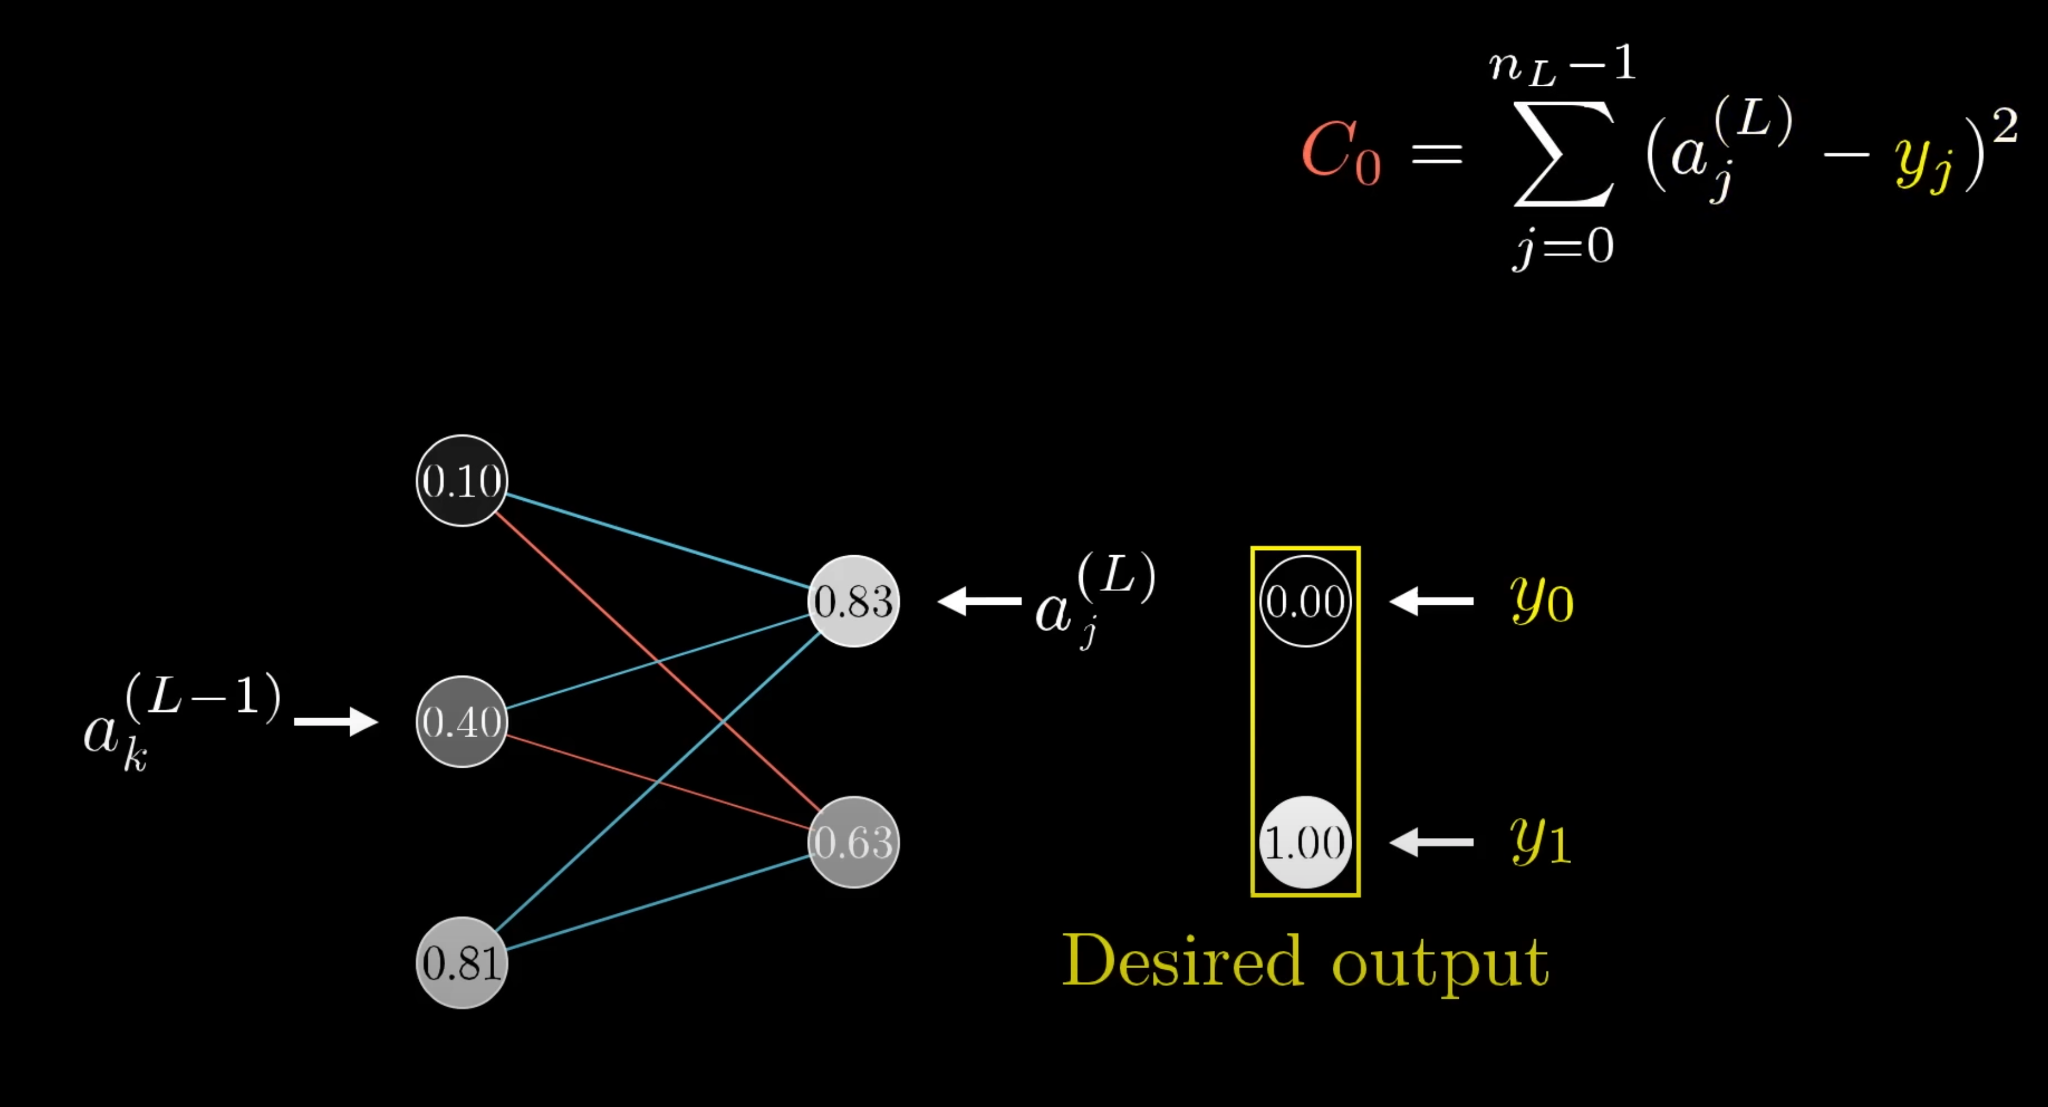 C₀ = ∑_{j=0}^{n_L−1} (a_j^{(L)} − y_j)²
0.10
0.83
a_j^{(L)}
0.00
y₀
a_k^{(L−1)}
0.40
0.63
1.00
y₁
0.81
Desired output